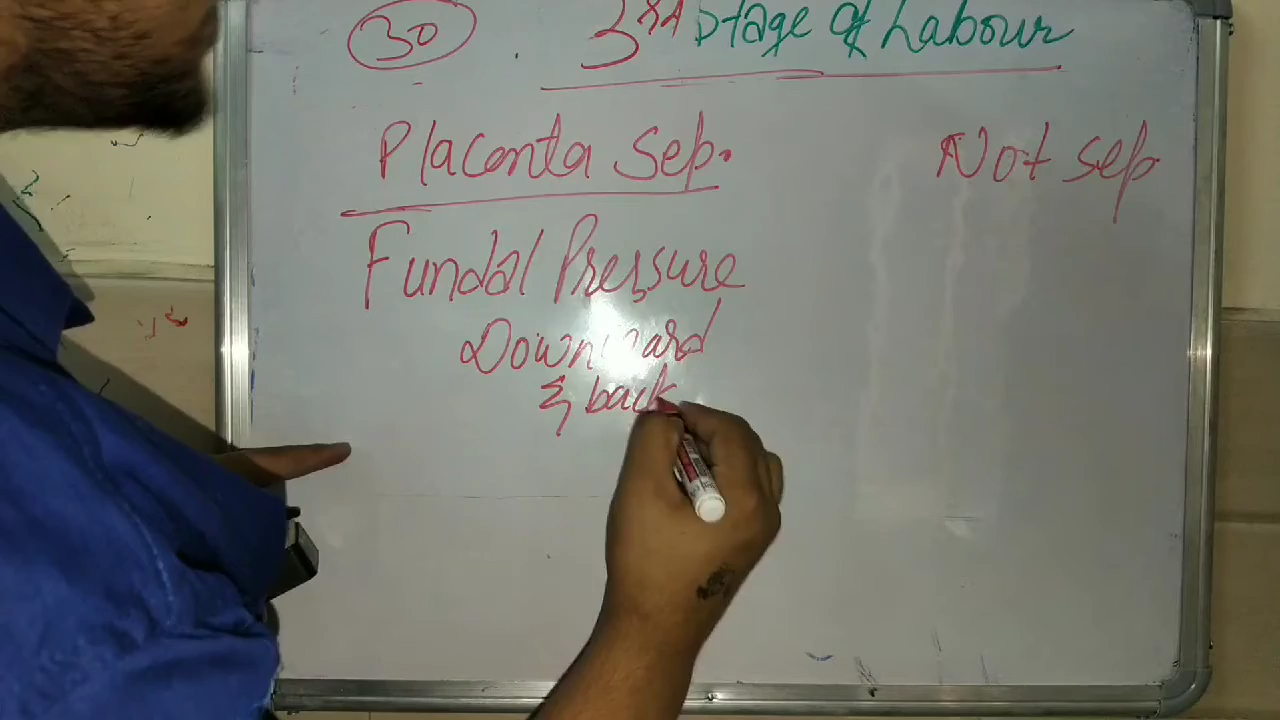 30 . 3rd Stage of Labour
Placenta Sep. Not sep
Fundal Pressure
Downward
& back